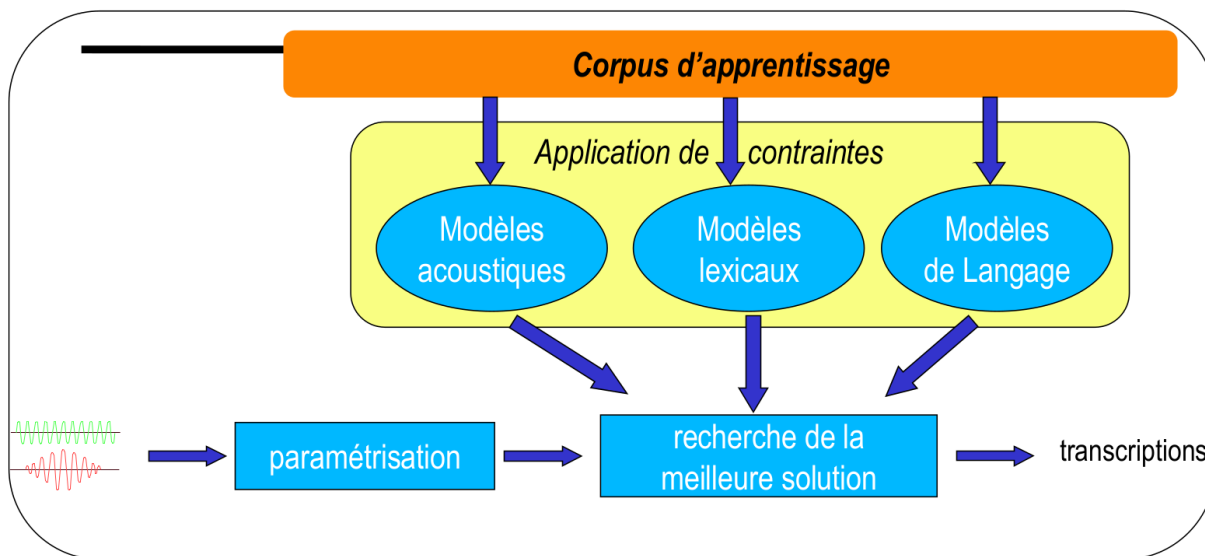 Corpus d'apprentissage
Application de contraintes
Modèles
acoustiques
Modèles
lexicaux
Modèles
de Langage
paramétrisation
recherche de la
meilleure solution
transcriptions